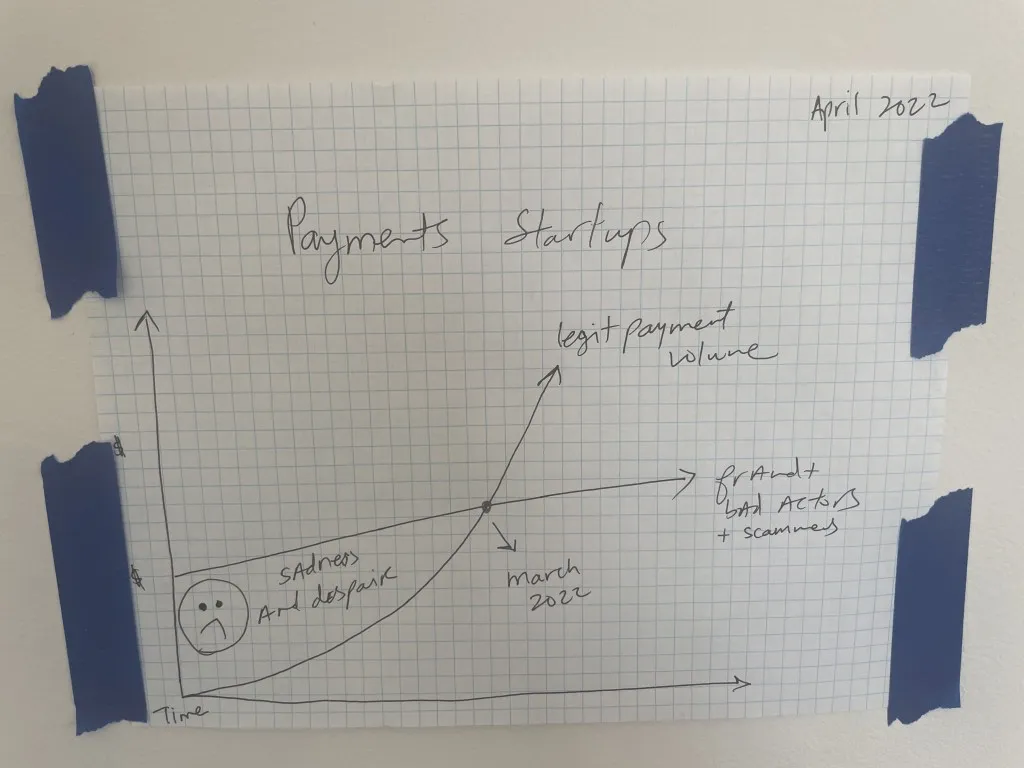 April 2022
Payments Startups
legit payment
volume
$
fraud +
bad actors
+ scammers
$
sadness
and despair
march
2022
Time